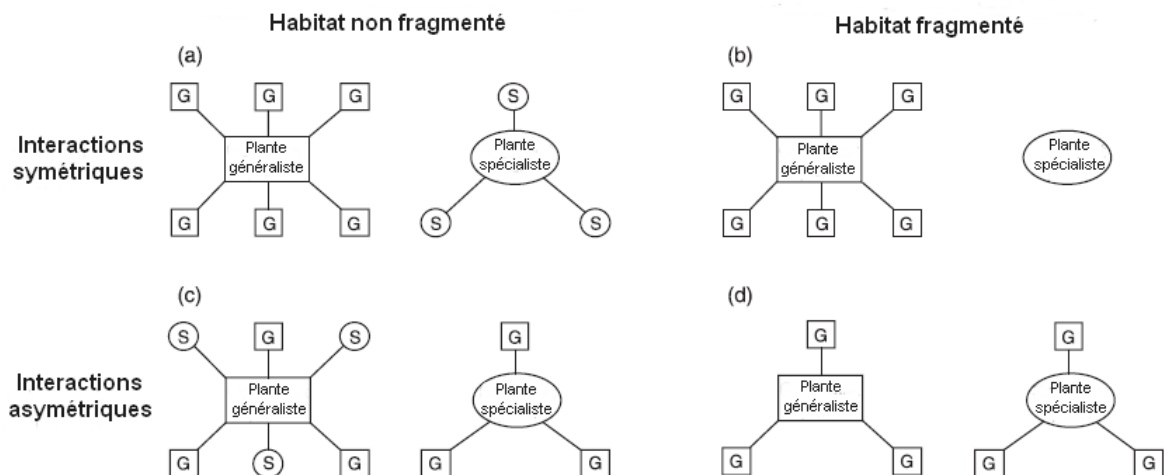 Habitat non fragmenté
Habitat fragmenté
(a)
(b)
G G G S G G G
Interactions
symétriques
Plante
généraliste
Plante
spécialiste
Plante
généraliste
Plante
spécialiste
G G G S S G G G
(c)
(d)
S G S G G G
Interactions
asymétriques
Plante
généraliste
Plante
spécialiste
Plante
généraliste
Plante
spécialiste
G S G G G G G G G